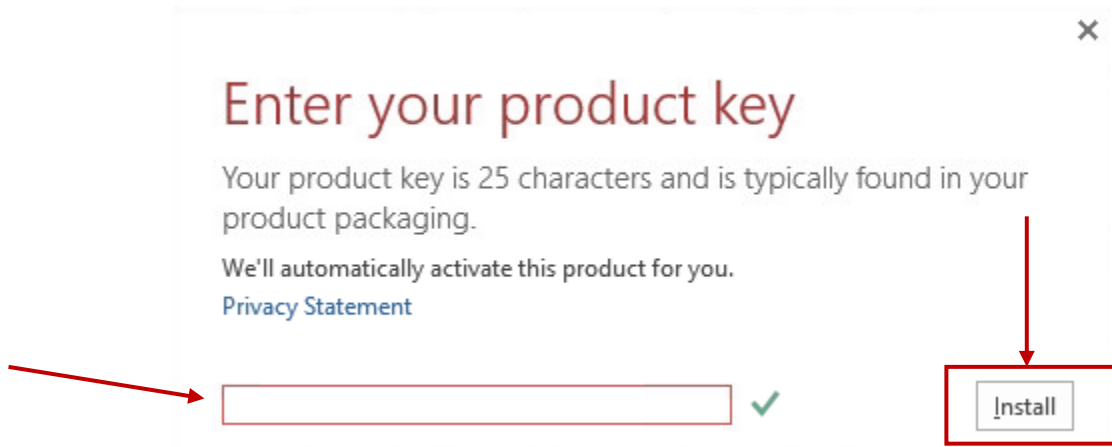 Enter your product key
Your product key is 25 characters and is typically found in your
product packaging.
We'll automatically activate this product for you.
Privacy Statement
Install